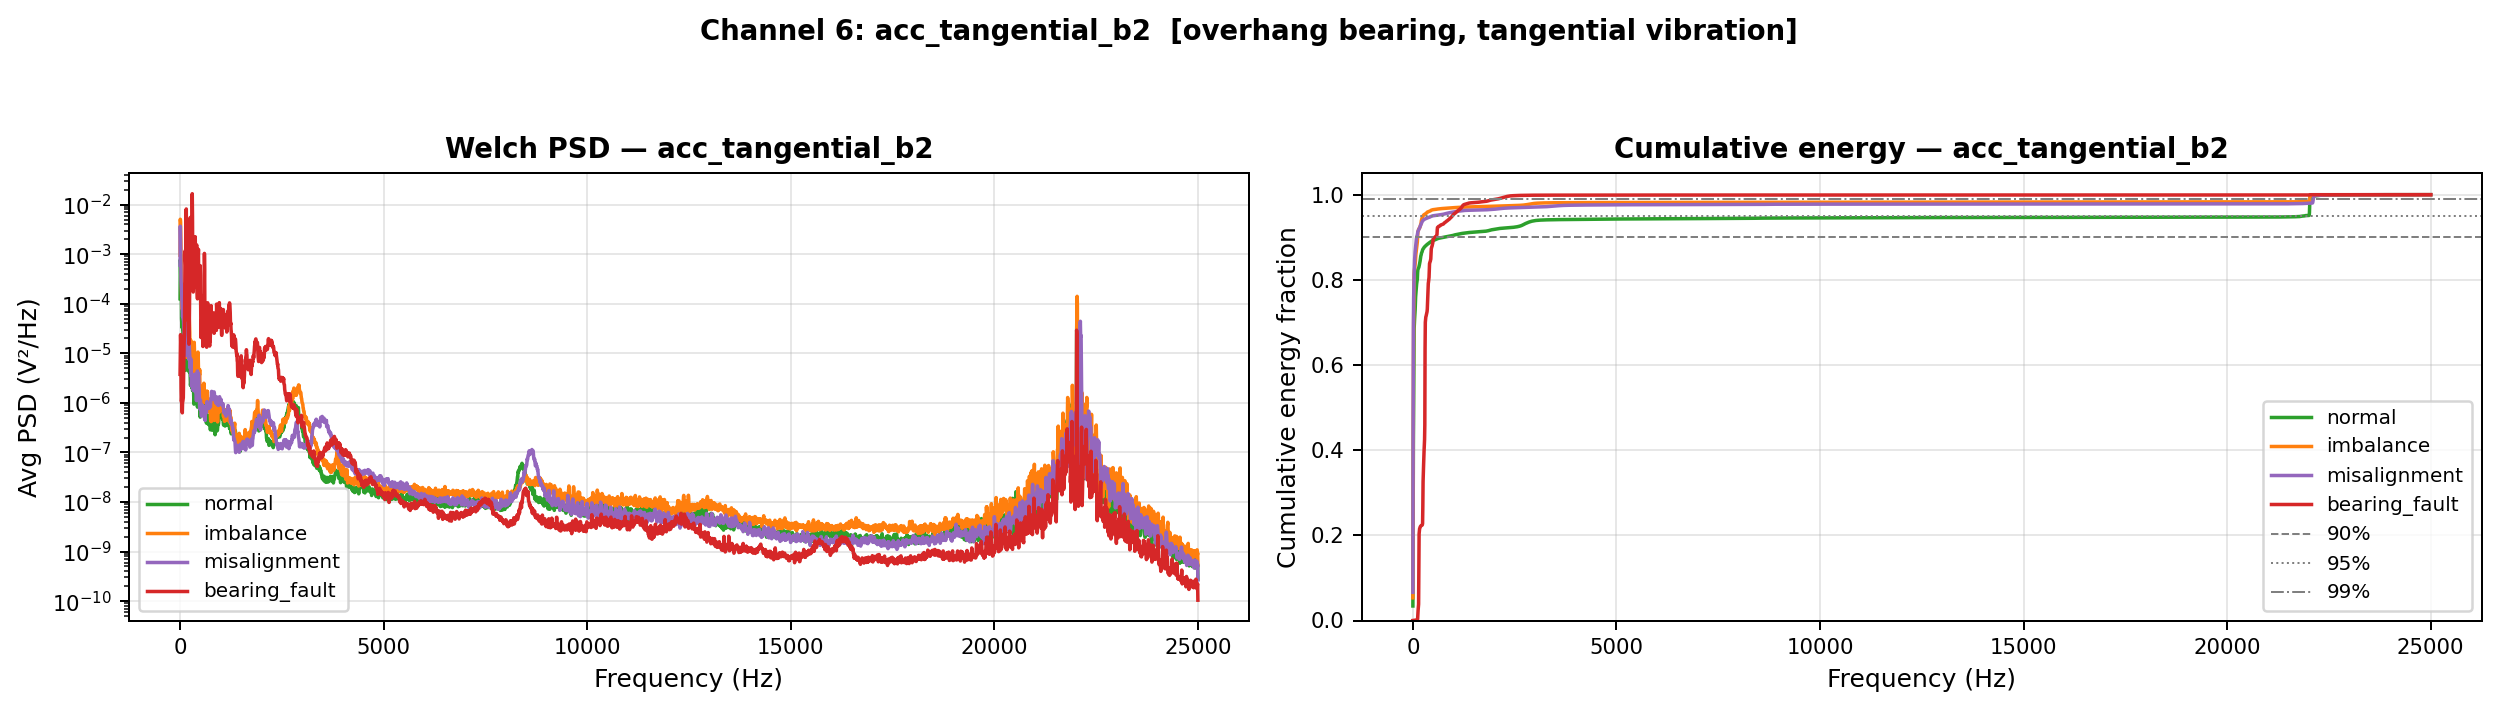 Channel 6: acc_tangential_b2  [overhang bearing, tangential vibration]
Welch PSD — acc_tangential_b2
Avg PSD (V²/Hz)
10⁻²
10⁻³
10⁻⁴
10⁻⁵
10⁻⁶
10⁻⁷
10⁻⁸
10⁻⁹
10⁻¹⁰
normal
imbalance
misalignment
bearing_fault
0 5000 10000 15000 20000 25000
Frequency (Hz)
Cumulative energy — acc_tangential_b2
Cumulative energy fraction
1.0
0.8
0.6
0.4
0.2
0.0
normal
imbalance
misalignment
bearing_fault
90%
95%
99%
0 5000 10000 15000 20000 25000
Frequency (Hz)